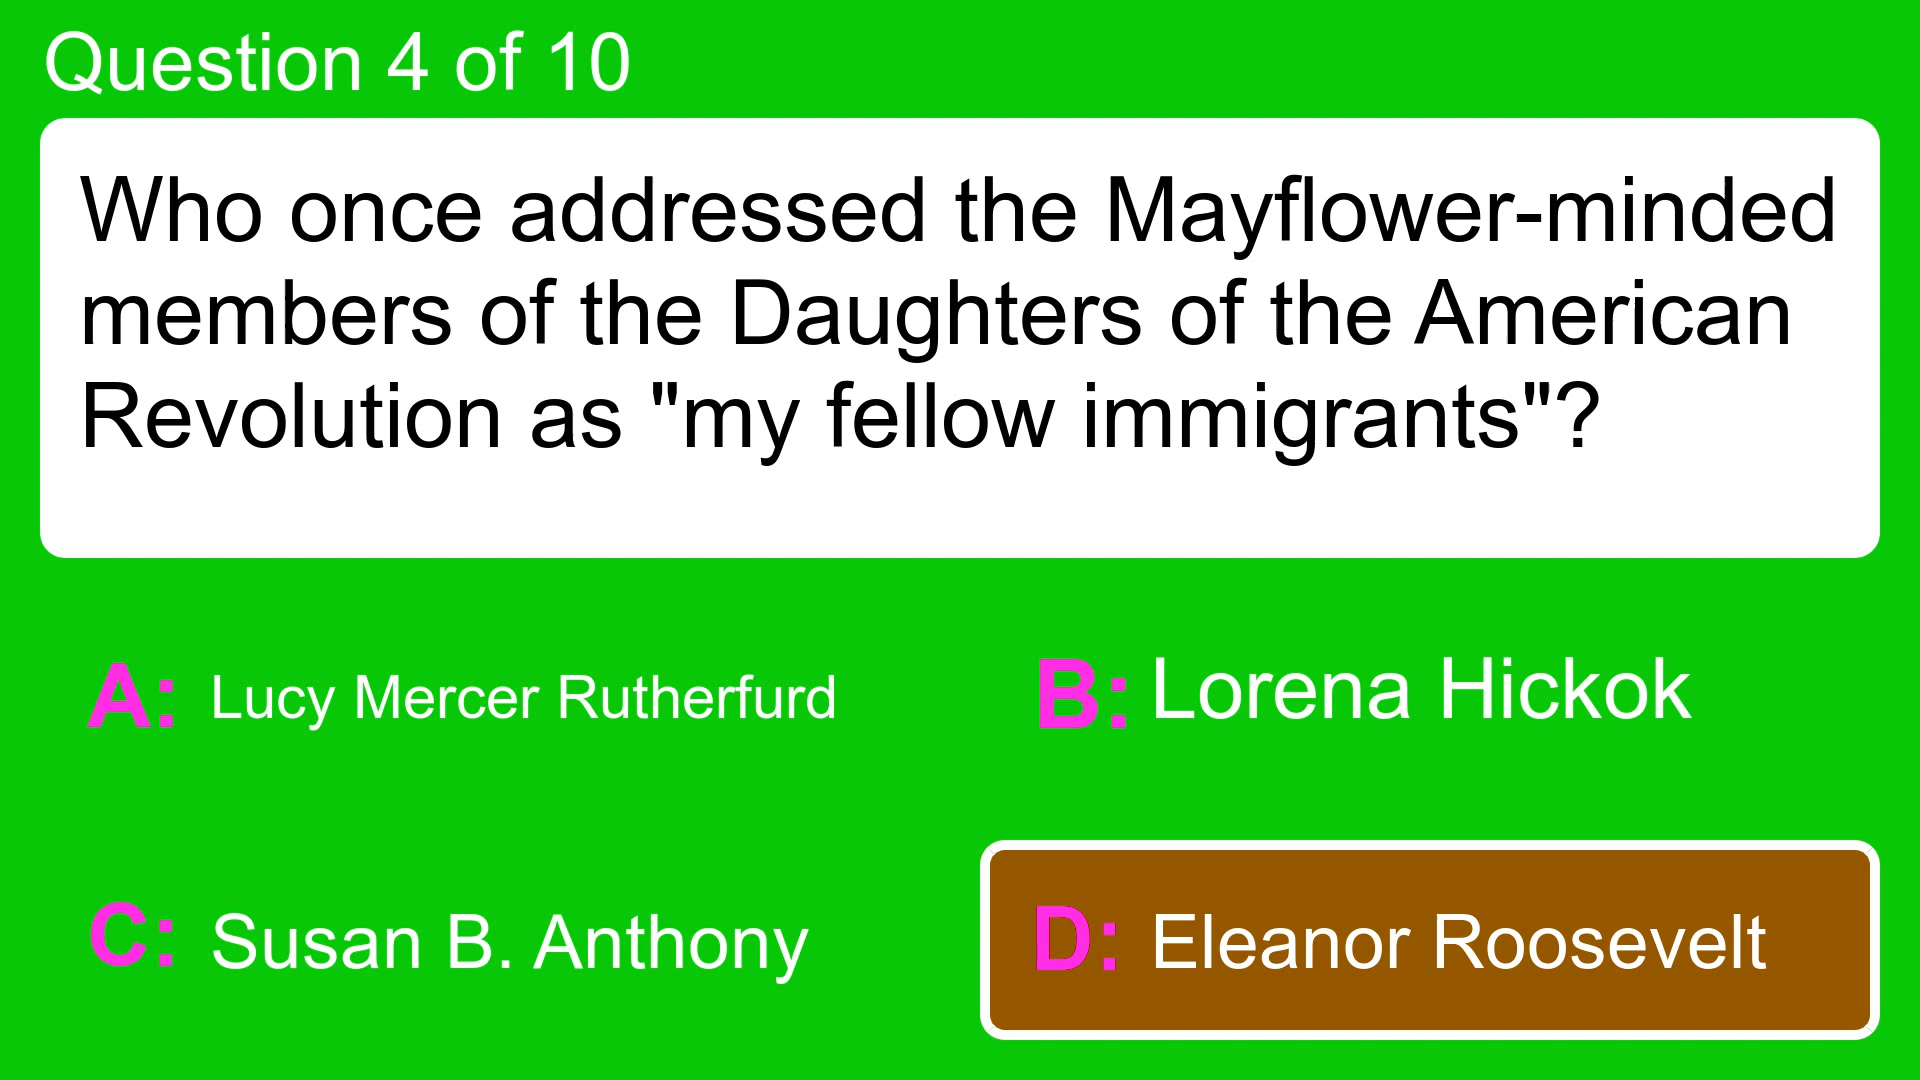 Question 4 of 10
Who once addressed the Mayflower-minded
members of the Daughters of the American
Revolution as "my fellow immigrants"?
A: Lucy Mercer Rutherfurd
B: Lorena Hickok
C: Susan B. Anthony
D: Eleanor Roosevelt